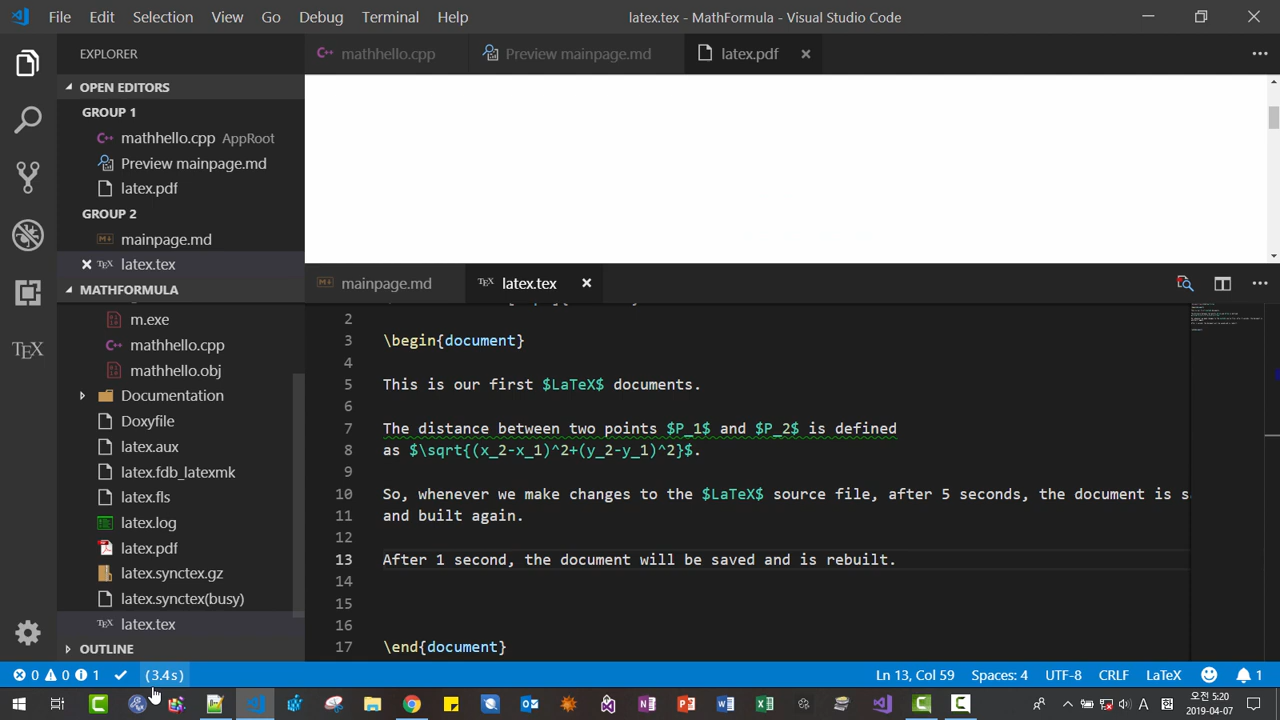 File Edit Selection View Go Debug Terminal Help latex.tex - MathFormula - Visual Studio Code
EXPLORER
mathhello.cpp Preview mainpage.md latex.pdf
OPEN EDITORS
GROUP 1
mathhello.cpp AppRoot
Preview mainpage.md
latex.pdf
GROUP 2
mainpage.md
latex.tex
MATHFORMULA
m.exe
mathhello.cpp
mathhello.obj
Documentation
Doxyfile
latex.aux
latex.fdb_latexmk
latex.fls
latex.log
latex.pdf
latex.synctex.gz
latex.synctex(busy)
TEX latex.tex
OUTLINE
TEX
mainpage.md TEX latex.tex
2
3 \begin{document}
4
5 This is our first $LaTeX$ documents.
6
7 The distance between two points $P_1$ and $P_2$ is defined
8 as $\sqrt{(x_2-x_1)^2+(y_2-y_1)^2}$.
9
10 So, whenever we make changes to the $LaTeX$ source file, after 5 seconds, the document is
11 and built again.
12
13 After 1 second, the document will be saved and is rebuilt.
14
15
16
17 \end{document}
0 0 1 (3.4s) Ln 13, Col 59 Spaces: 4 UTF-8 CRLF LaTeX 1
A 漢 오전 5:20
2019-04-07